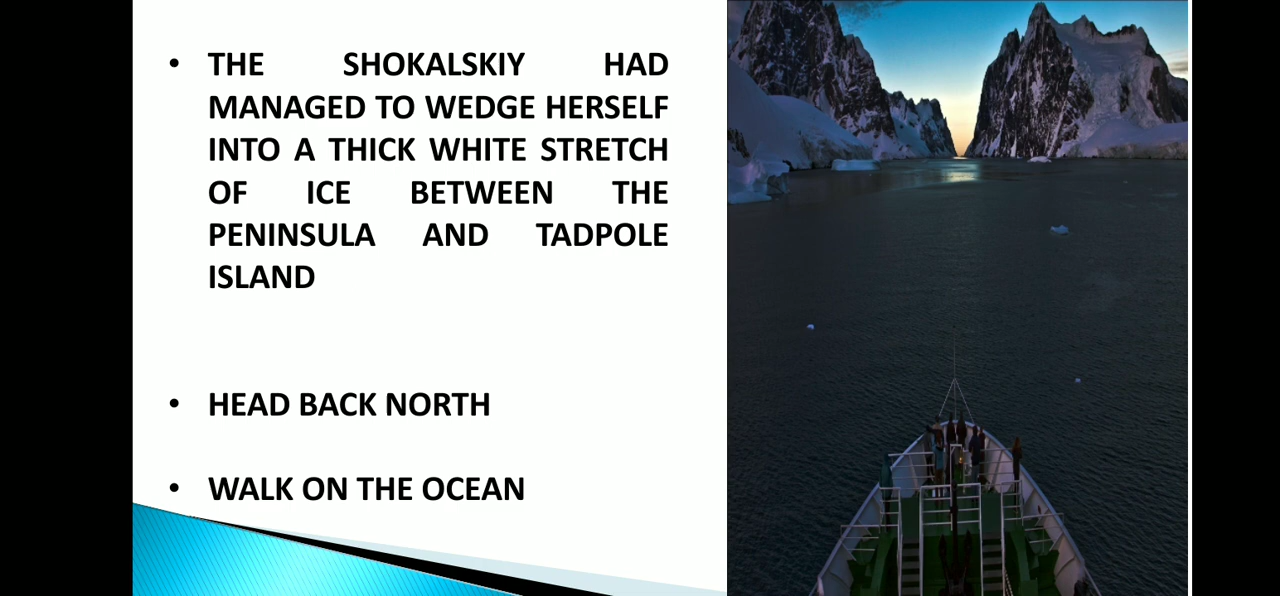 • THE SHOKALSKIY HAD
MANAGED TO WEDGE HERSELF
INTO A THICK WHITE STRETCH
OF ICE BETWEEN THE
PENINSULA AND TADPOLE
ISLAND
• HEAD BACK NORTH
• WALK ON THE OCEAN